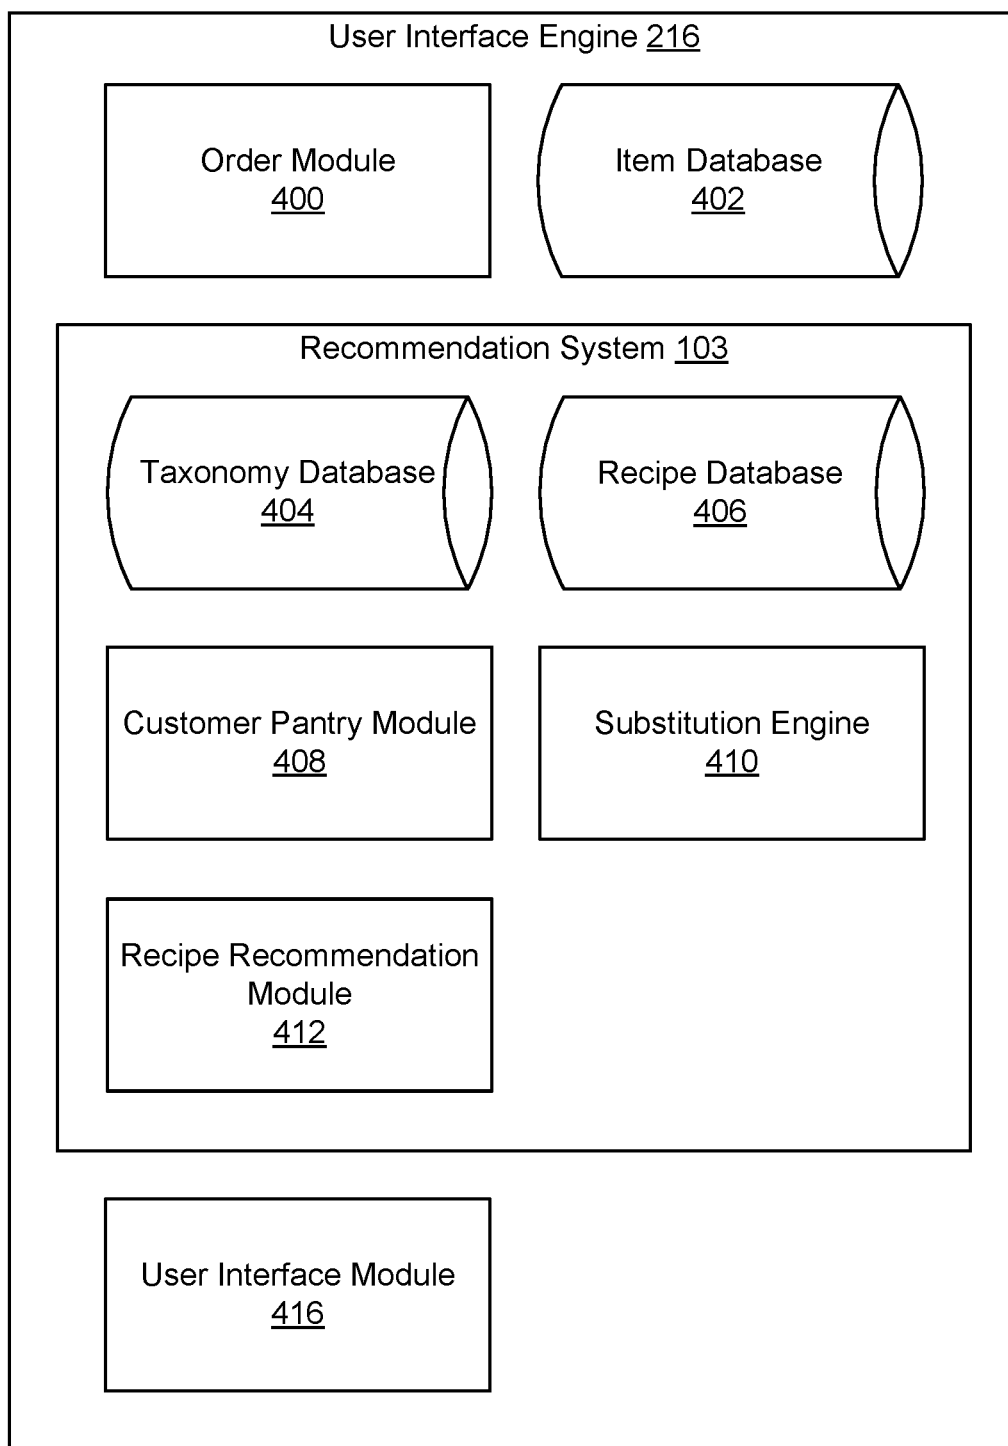 User Interface Engine 216
Order Module
400
Item Database
402
Recommendation System 103
Taxonomy Database
404
Recipe Database
406
Customer Pantry Module
408
Substitution Engine
410
Recipe Recommendation
Module
412
User Interface Module
416